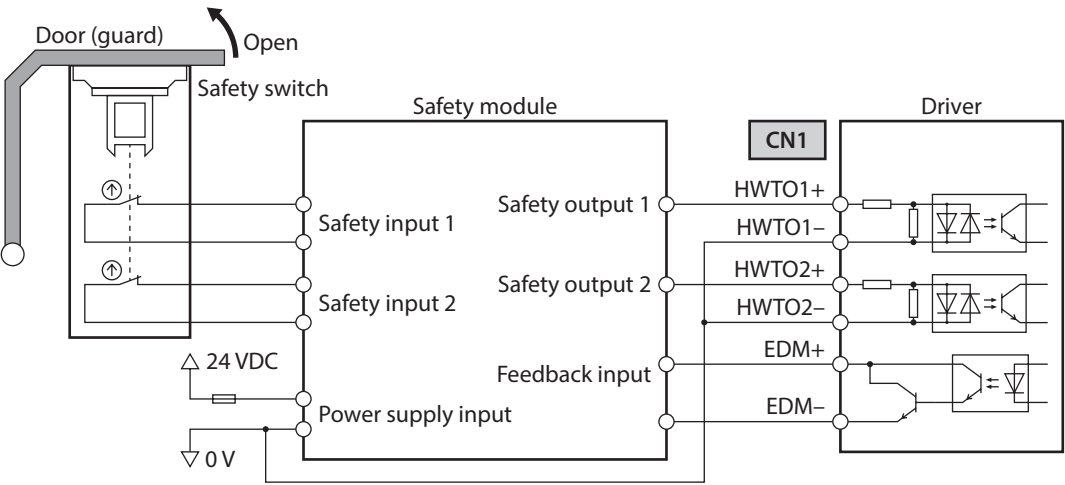 Door (guard)
Open
Safety switch
Safety module
Driver
CN1
HWTO1+
Safety output 1
Safety input 1
HWTO1–
HWTO2+
Safety output 2
Safety input 2
HWTO2–
EDM+
24 VDC
Feedback input
EDM–
Power supply input
0 V